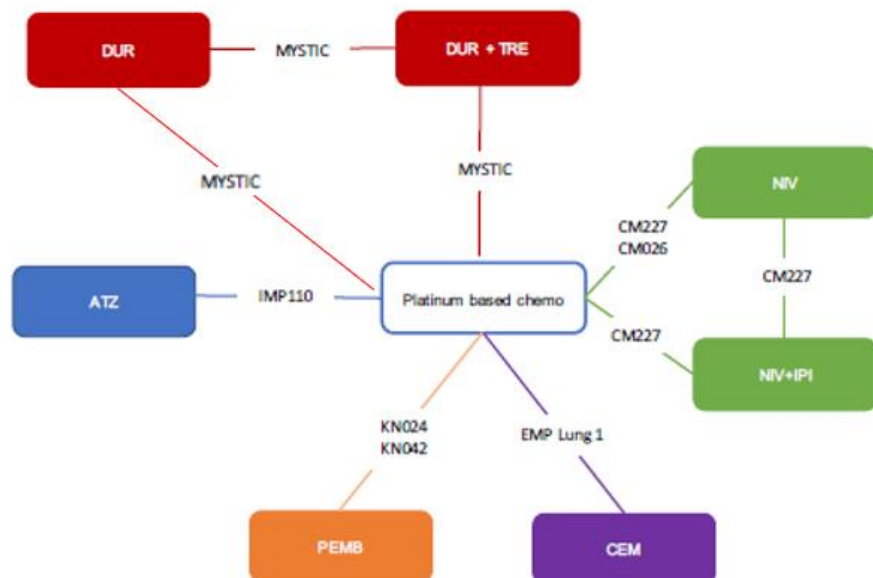 DUR
MYSTIC
DUR + TRE
MYSTIC
MYSTIC
NIV
CM227
CM026
CM227
ATZ
IMP110
Platinum based chemo
CM227
NIV+IPI
KN024
KN042
EMP Lung 1
PEMB
CEM